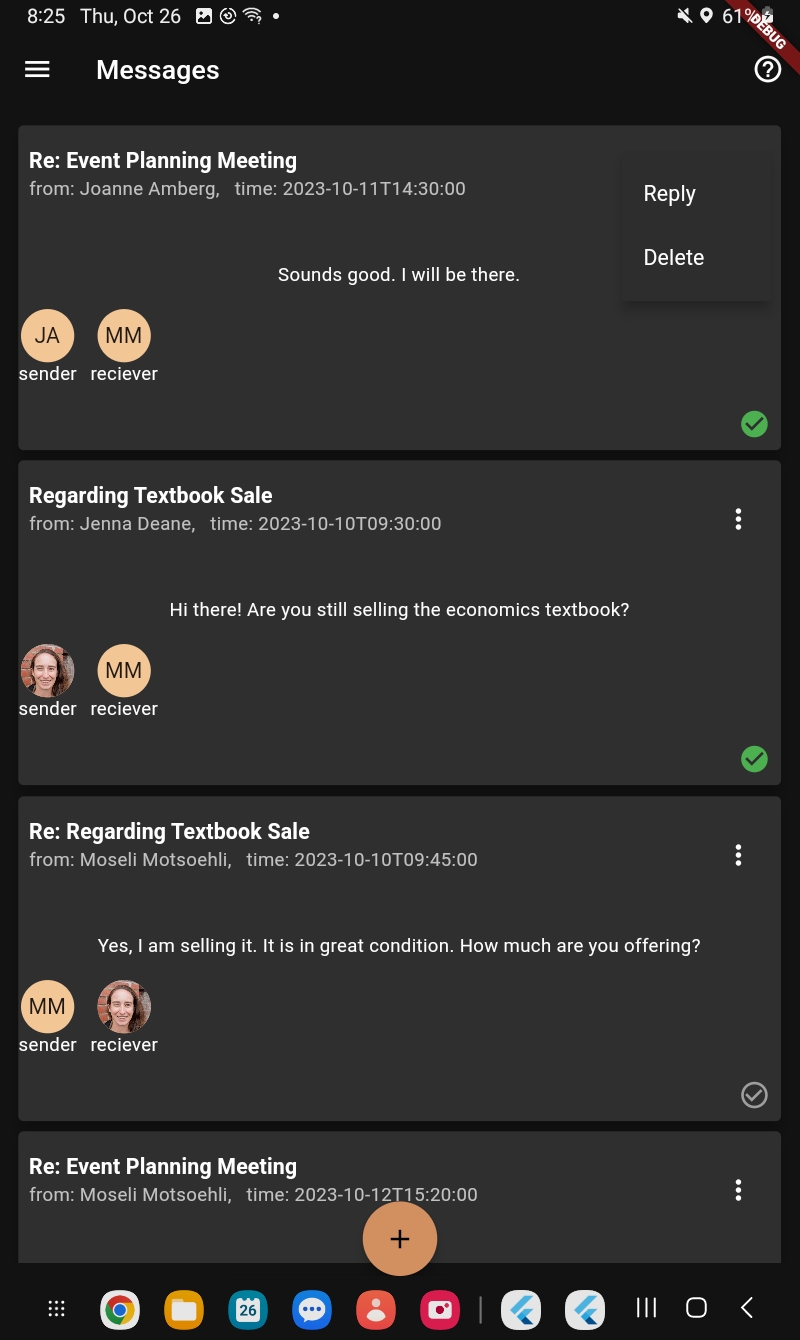 8:25 Thu, Oct 26
61%
DEBUG
Messages
Re: Event Planning Meeting
from: Joanne Amberg, time: 2023-10-11T14:30:00
Reply
Delete
Sounds good. I will be there.
JA MM
sender reciever
Regarding Textbook Sale
from: Jenna Deane, time: 2023-10-10T09:30:00
Hi there! Are you still selling the economics textbook?
MM
sender reciever
Re: Regarding Textbook Sale
from: Moseli Motsoehli, time: 2023-10-10T09:45:00
Yes, I am selling it. It is in great condition. How much are you offering?
MM
sender reciever
Re: Event Planning Meeting
from: Moseli Motsoehli, time: 2023-10-12T15:20:00
+
26